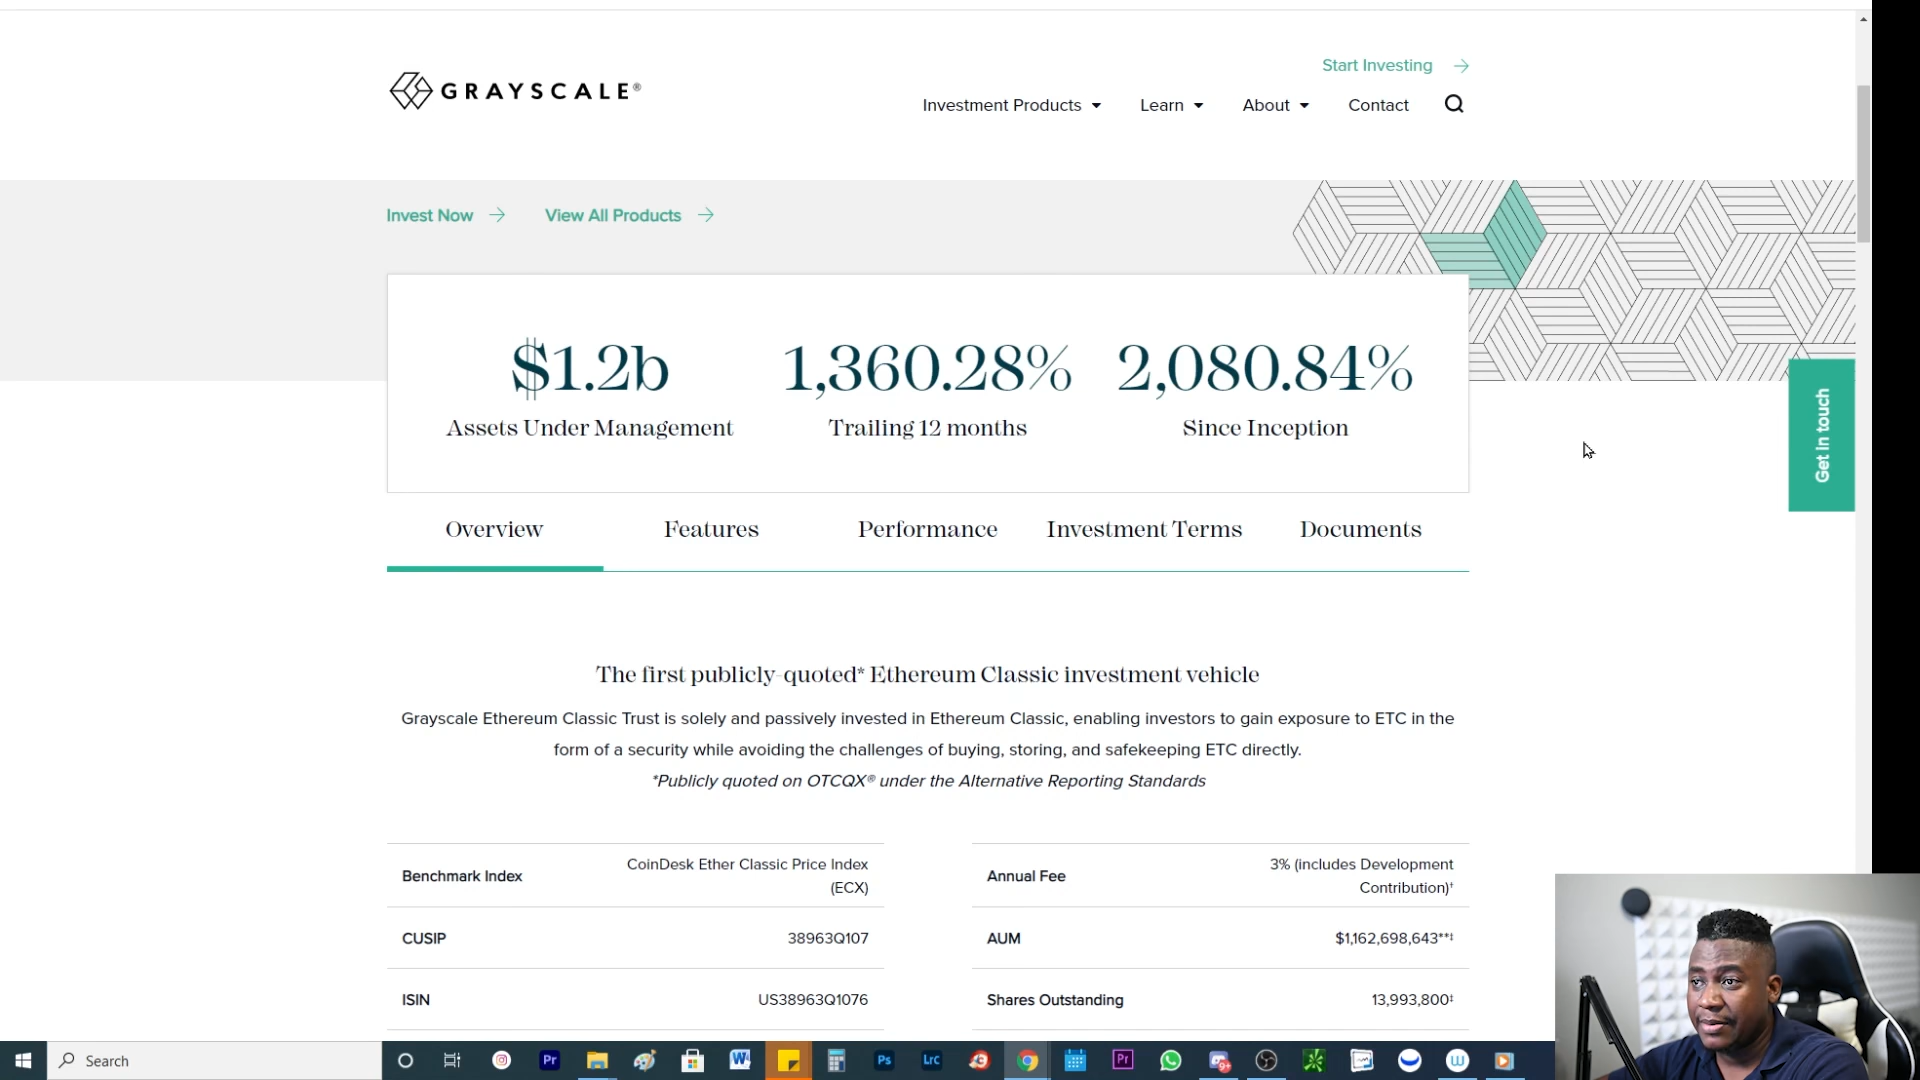 Start Investing
GRAYSCALE®
Investment Products
Learn
About
Contact
Invest Now
View All Products
$1.2b
1,360.28%
2,080.84%
Assets Under Management
Trailing 12 months
Since Inception
Get in touch
Overview
Features
Performance
Investment Terms
Documents
The first publicly-quoted* Ethereum Classic investment vehicle
Grayscale Ethereum Classic Trust is solely and passively invested in Ethereum Classic, enabling investors to gain exposure to ETC in the
form of a security while avoiding the challenges of buying, storing, and safekeeping ETC directly.
*Publicly quoted on OTCQX® under the Alternative Reporting Standards
Benchmark Index
CoinDesk Ether Classic Price Index
(ECX)
Annual Fee
3% (includes Development
Contribution)†
CUSIP
38963Q107
AUM
$1,162,698,643**‡
ISIN
US38963Q1076
Shares Outstanding
13,993,800‡
Search
Pr
W
Ps
Lrc
Pr
9+